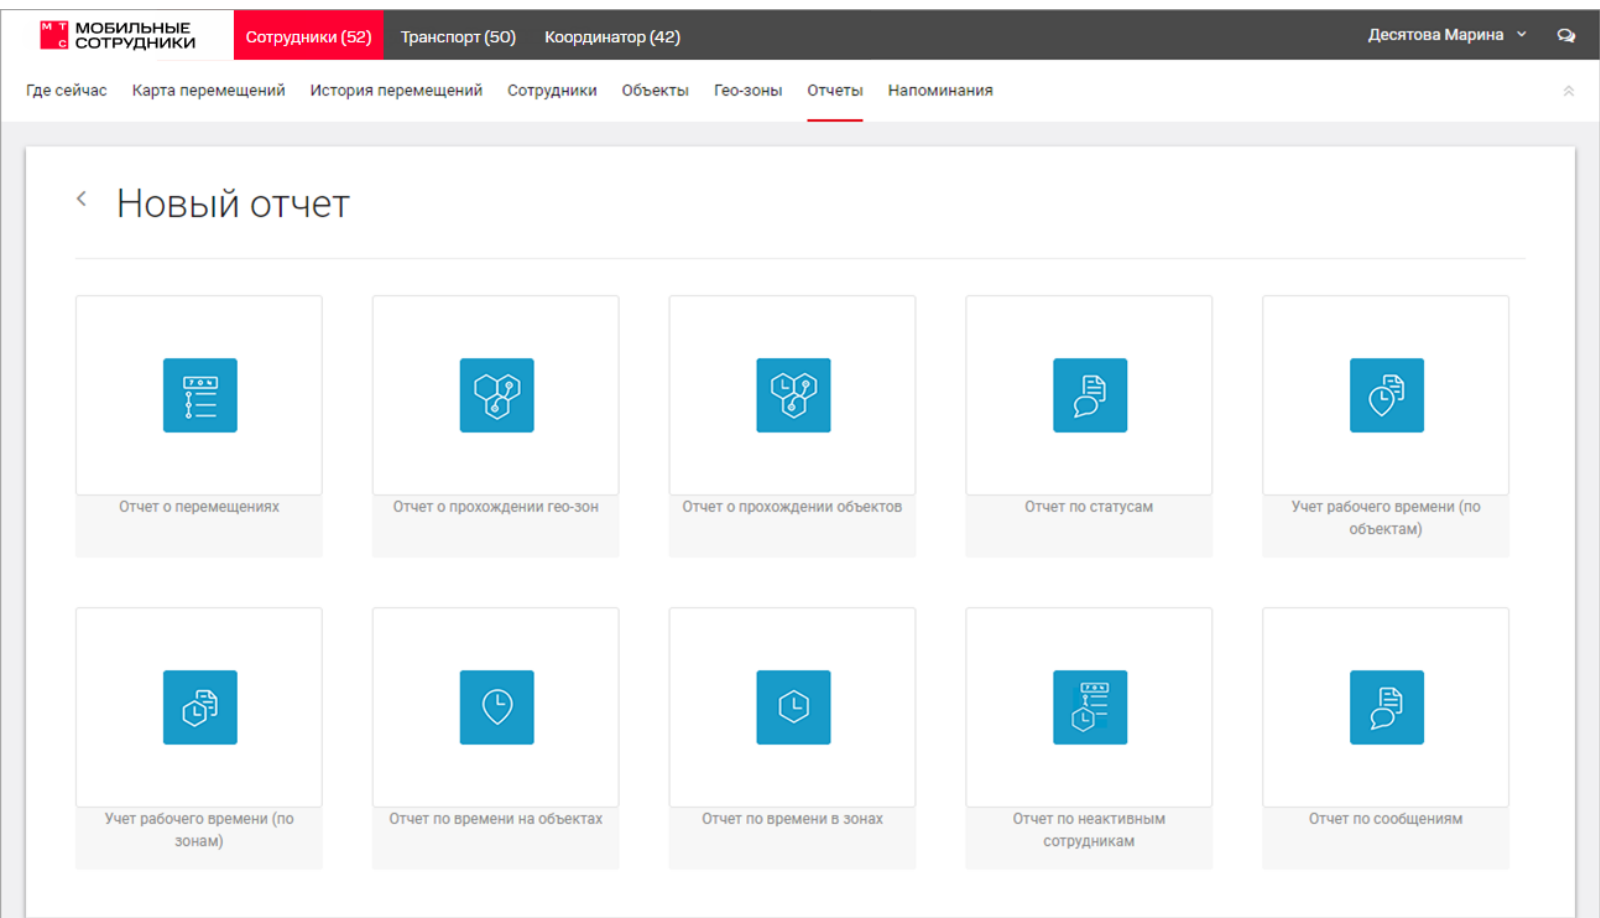 МТС МОБИЛЬНЫЕ СОТРУДНИКИ
Сотрудники (52) Транспорт (50) Координатор (42) Десятова Марина
Где сейчас Карта перемещений История перемещений Сотрудники Объекты Гео-зоны Отчеты Напоминания
Новый отчет
Отчет о перемещениях
Отчет о прохождении гео-зон
Отчет о прохождении объектов
Отчет по статусам
Учет рабочего времени (по
объектам)
Учет рабочего времени (по
зонам)
Отчет по времени на объектах
Отчет по времени в зонах
Отчет по неактивным
сотрудникам
Отчет по сообщениям